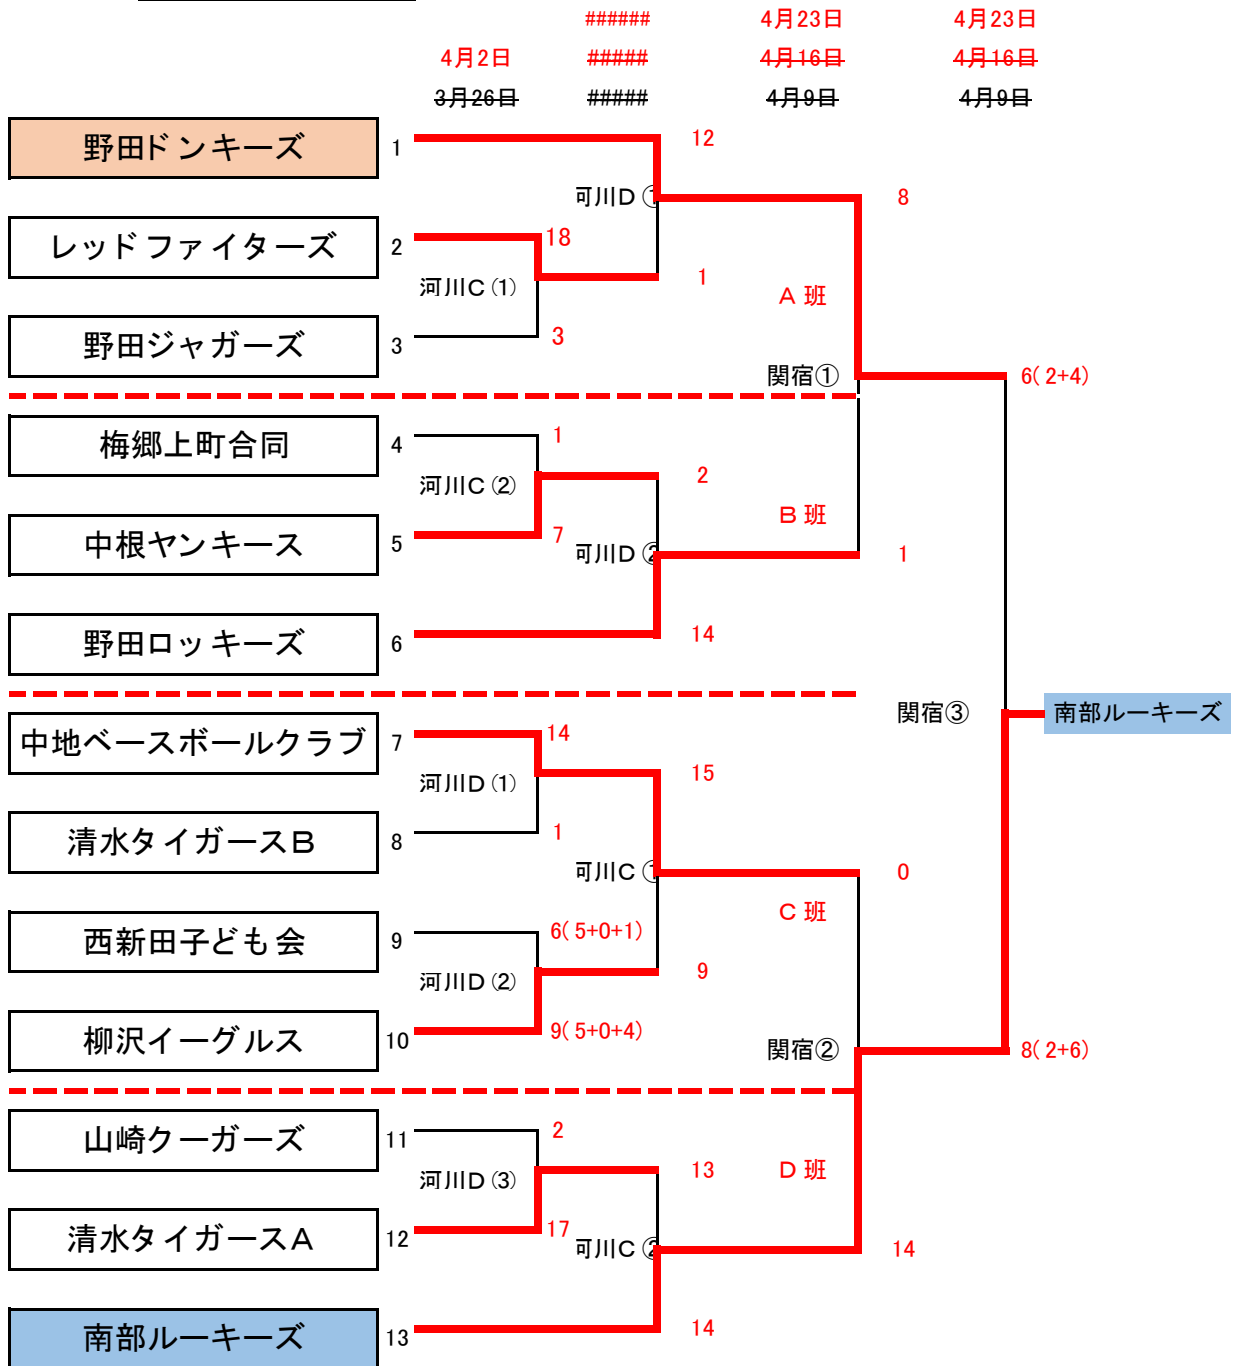 ###### 4月23日 4月23日
4月2日 ##### 4月16日 4月16日
3月26日 ##### 4月9日 4月9日
野田ドンキーズ 1 12
可川D ① 8
レッドファイターズ 2 18
河川C(1) 1 A 班
野田ジャガーズ 3 3
関宿① 6(2+4)
梅郷上町合同 4 1
河川C(2) 2
B 班
中根ヤンキース 5 7 可川D ② 1
野田ロッキーズ 6 14
関宿③ 南部ルーキーズ
中地ベースボールクラブ 7 14
河川D(1) 15
清水タイガースB 8 1
可川C ① 0
C 班
西新田子ども会 9 6(5+0+1)
河川D(2) 9
柳沢イーグルス 10 9(5+0+4)
関宿② 8(2+6)
山崎クーガーズ 11 2
河川D(3) 13 D 班
清水タイガースA 12 17
可川C ② 14
南部ルーキーズ 13 14